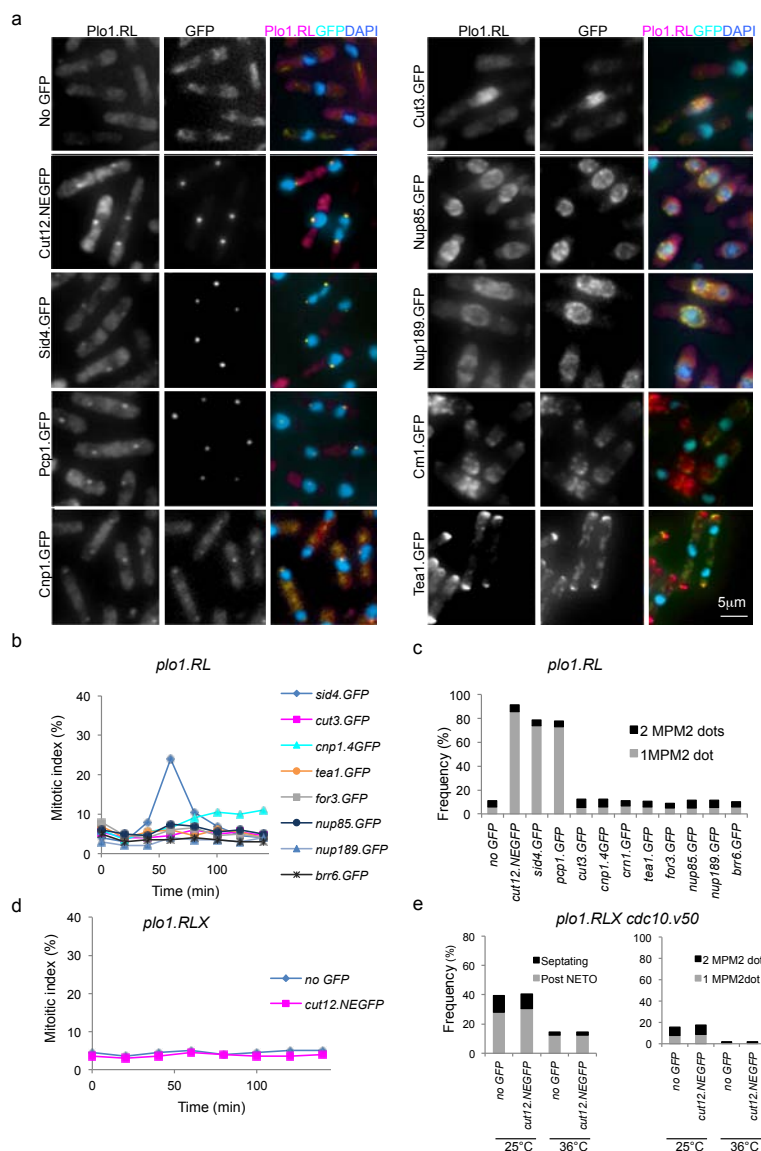 a
Plo1.RL GFP Plo1.RLGFPDAPI
No GFP
Cut12.NEGFP
Sid4.GFP
Pcp1.GFP
Cnp1.GFP
Plo1.RL GFP Plo1.RLGFPDAPI
Cut3.GFP
Nup85.GFP
Nup189.GFP
Crn1.GFP
Tea1.GFP
5μm
b
plo1.RL
Mitotic index (%)
40
30
20
10
0
0 50 100
Time (min)
sid4.GFP
cut3.GFP
cnp1.4GFP
tea1.GFP
for3.GFP
nup85.GFP
nup189.GFP
brr6.GFP
c
plo1.RL
Frequency (%)
100
80
60
40
20
0
2 MPM2 dots
1MPM2 dot
no GFP
cut12.NEGFP
sid4.GFP
pcp1.GFP
cut3.GFP
cnp1.4GFP
crn1.GFP
tea1.GFP
for3.GFP
nup85.GFP
nup189.GFP
brr6.GFP
d
plo1.RLX
Mitotic index (%)
40
30
20
10
0
0 50 100
Time (min)
no GFP
cut12.NEGFP
e
plo1.RLX cdc10.v50
Frequency (%)
80
60
40
20
0
Septating
Post NETO
no GFP
cut12.NEGFP
no GFP
cut12.NEGFP
25°C 36°C
100
80
60
40
20
0
2 MPM2 dot
1 MPM2dot
no GFP
cut12.NEGFP
no GFP
cut12.NEGFP
25°C 36°C